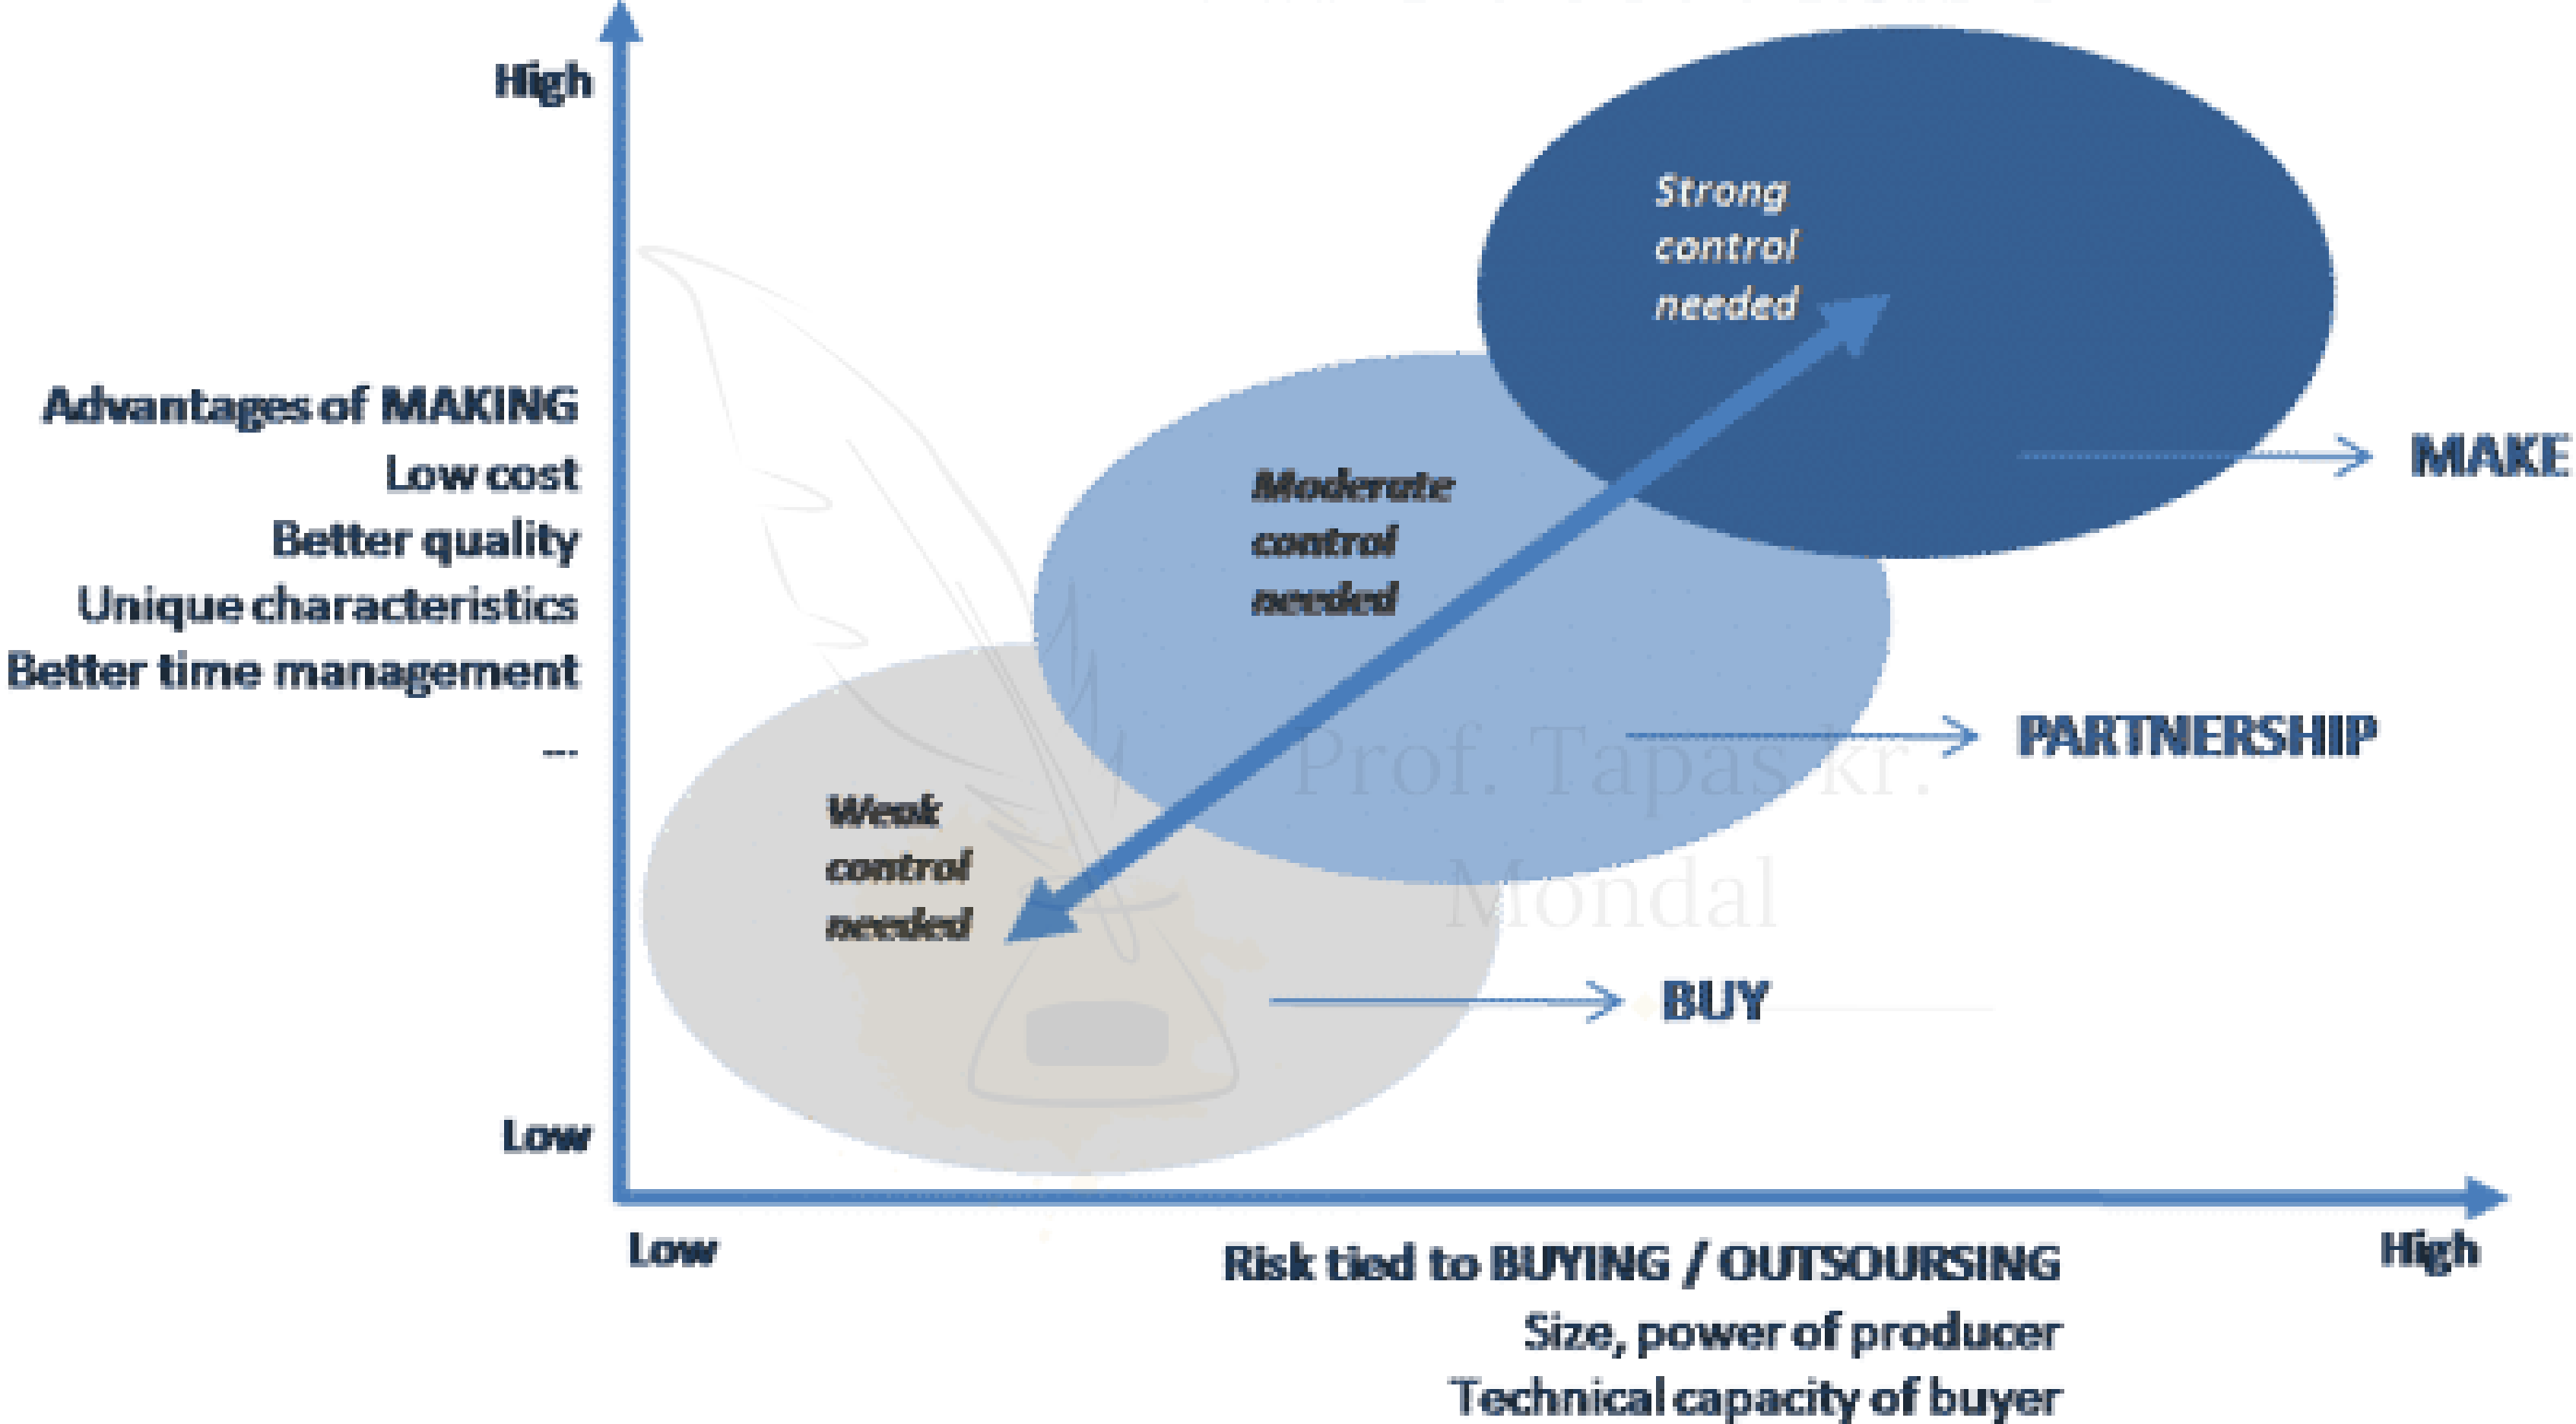 High
Strong
control
needed
Advantages of MAKING
Low cost
Better quality
Unique characteristics
Better time management
...
MAKE
Moderate
control
needed
PARTNERSHIP
Prof. Tapas kr.
Mondal
Weak
control
needed
BUY
Low
Low
High
Risk tied to BUYING / OUTSOURSING
Size, power of producer
Technical capacity of buyer